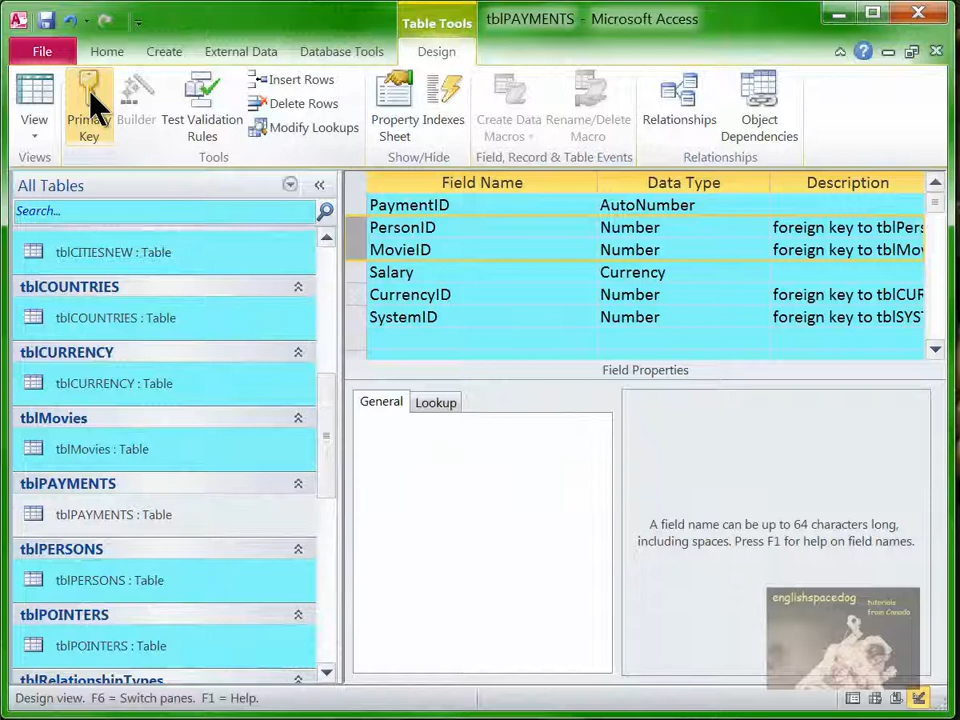 Table Tools
tblPAYMENTS - Microsoft Access
File
Home
Create
External Data
Database Tools
Design
View
Primary
Key
Builder
Test Validation
Rules
Insert Rows
Delete Rows
Modify Lookups
Property
Sheet
Indexes
Create Data
Macros
Rename/Delete
Macro
Relationships
Object
Dependencies
Views
Tools
Show/Hide
Field, Record & Table Events
Relationships
All Tables
Search...
tblCITIESNEW : Table
tblCOUNTRIES
tblCOUNTRIES : Table
tblCURRENCY
tblCURRENCY : Table
tblMovies
tblMovies : Table
tblPAYMENTS
tblPAYMENTS : Table
tblPERSONS
tblPERSONS : Table
tblPOINTERS
tblPOINTERS : Table
tblRelationshipTypes
Field Name Data Type Description
PaymentID AutoNumber
PersonID Number foreign key to tblPers
MovieID Number foreign key to tblMov
Salary Currency
CurrencyID Number foreign key to tblCUR
SystemID Number foreign key to tblSYST
Field Properties
General
Lookup
A field name can be up to 64 characters long,
including spaces. Press F1 for help on field names.
englishspacedog
tutorials
from Canada
Design view. F6 = Switch panes. F1 = Help.